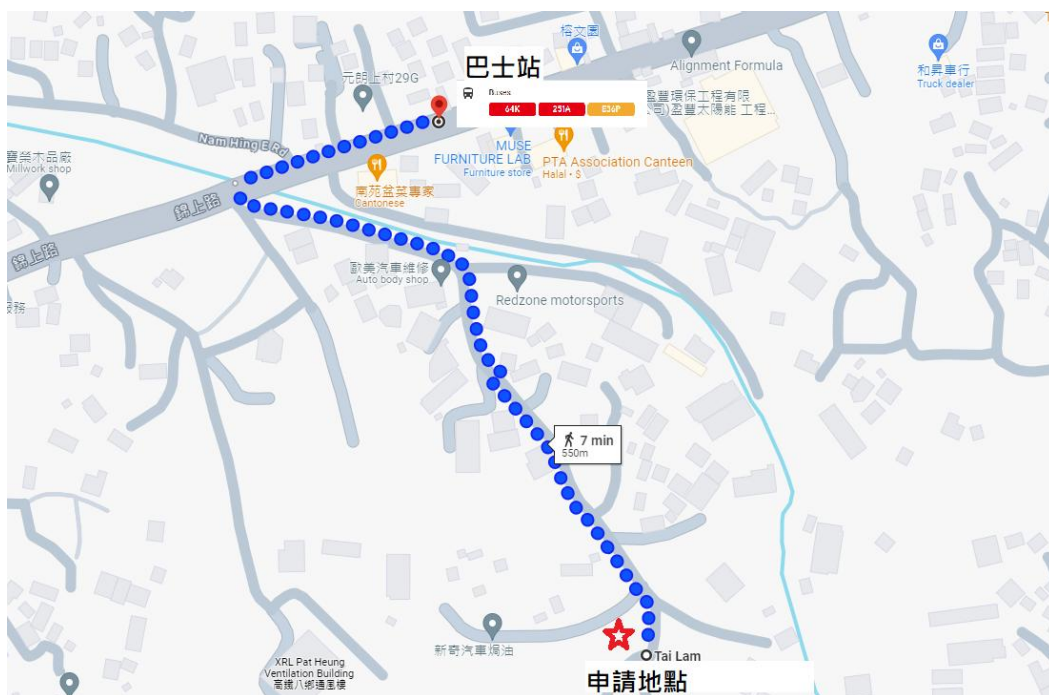 榕文園
巴士站
Alignment Formula
和昇車行
Truck dealer
元朗上村29G
Buses
64K
251A
盈豐環保工程有限
公司)盈豐太陽能 工程...
Nam Hing E Rd
MUSE
FURNITURE LAB
Furniture store
PTA Association Canteen
Halal • $
寶榮木品廠
Millwork shop
南苑盆菜專家
Cantonese
錦上路
錦上路
歐美汽車維修
Auto body shop
Redzone motorsports
服務
7 min
550m
新奇汽車焗油
XRL Pat Heung
Ventilation Building
高鐵八鄉通風樓
Tai Lam
申請地點